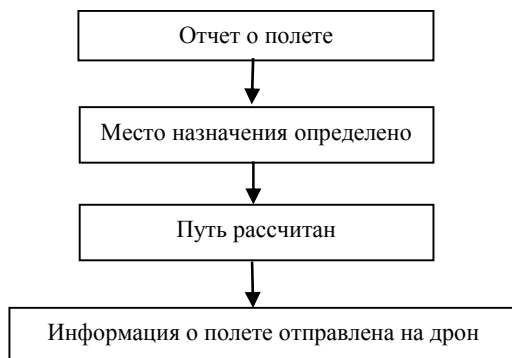 Отчет о полете
Место назначения определено
Путь рассчитан
Информация о полете отправлена на дрон